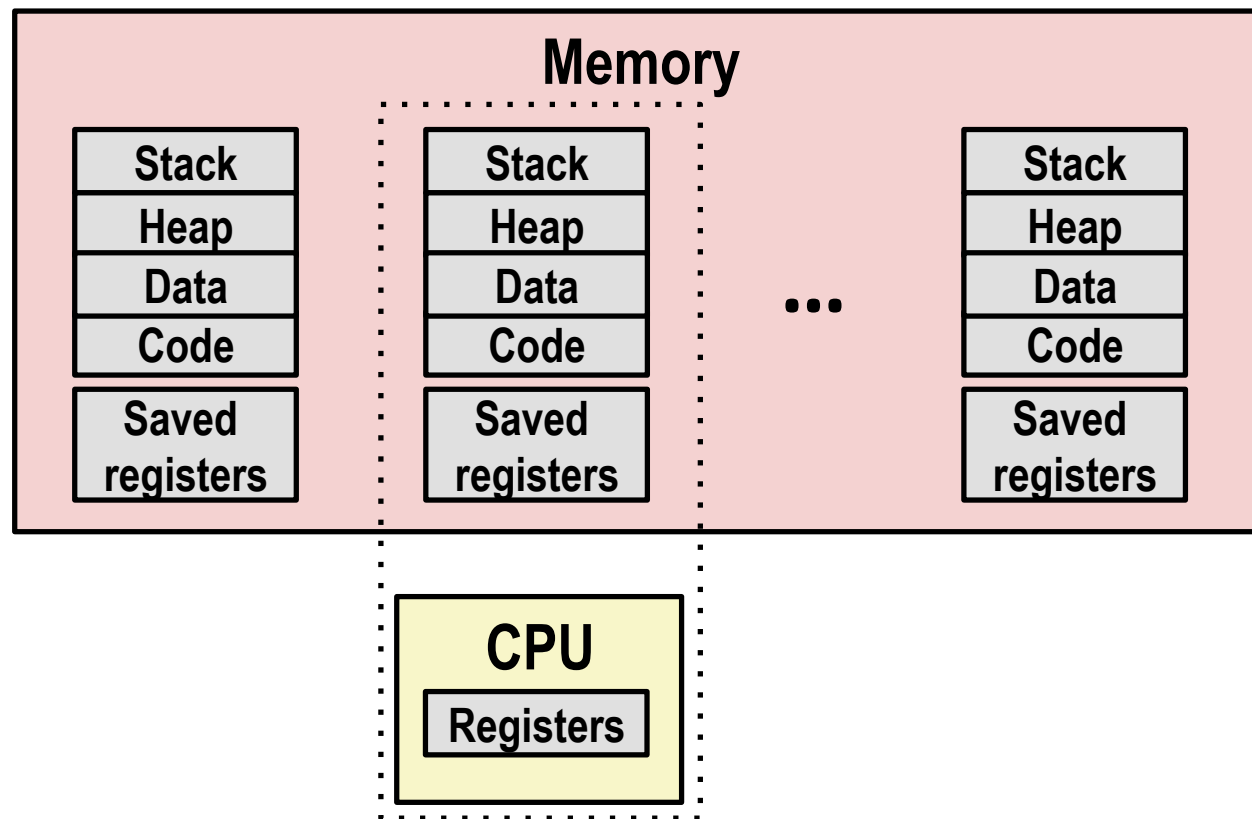 Memory
Stack
Heap
Data
Code
Saved
registers
Stack
Heap
Data
Code
Saved
registers
...
Stack
Heap
Data
Code
Saved
registers
CPU
Registers